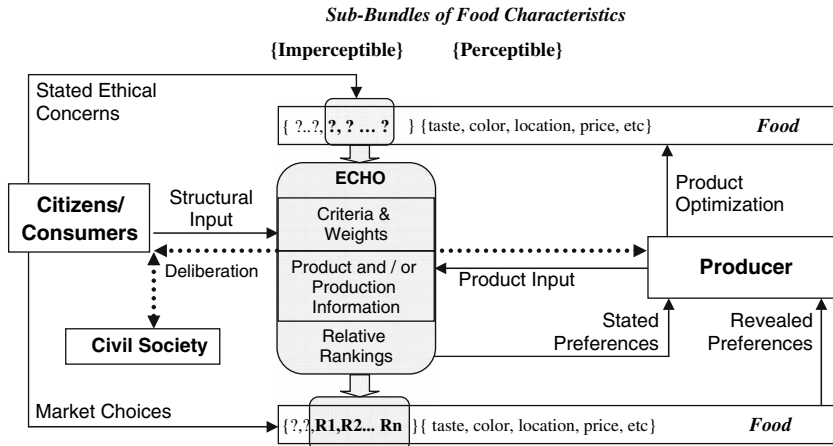 Sub-Bundles of Food Characteristics
{Imperceptible} {Perceptible}
Stated Ethical
Concerns
{ ?..?, ?, ? ... ? } {taste, color, location, price, etc} Food
ECHO
Citizens/
Consumers
Structural
Input
Criteria &
Weights
Product
Optimization
Deliberation
Product and / or
Production
Information
Product Input
Producer
Civil Society
Relative
Rankings
Stated
Preferences
Revealed
Preferences
Market Choices
{?,?,R1,R2... Rn }{ taste, color, location, price, etc} Food